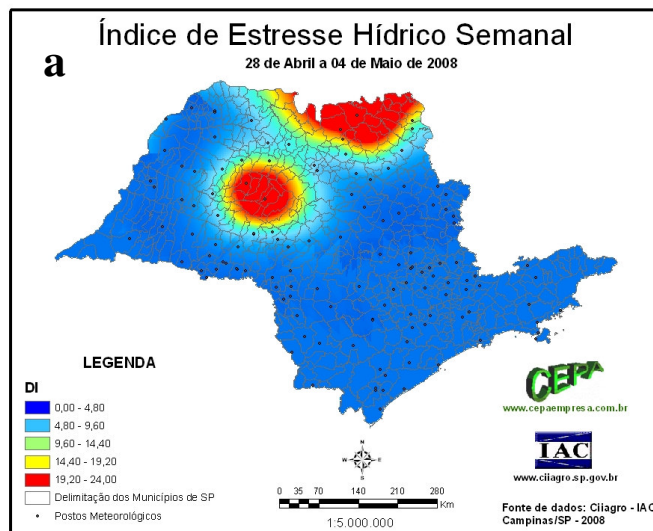 Índice de Estresse Hídrico Semanal
a
28 de Abril a 04 de Maio de 2008
LEGENDA
DI
0,00 - 4,80
4,80 - 9,60
9,60 - 14,40
14,40 - 19,20
19,20 - 24,00
Delimitação dos Municípios de SP
Postos Meteorológicos
N
W E
S
0 35 70 140 210 280
Km
1:5.000.000
CEPA
www.cepaempresa.com.br
IAC
www.ciiagro.sp.gov.br
Fonte de dados: Ciiagro - IAC
Campinas/SP - 2008